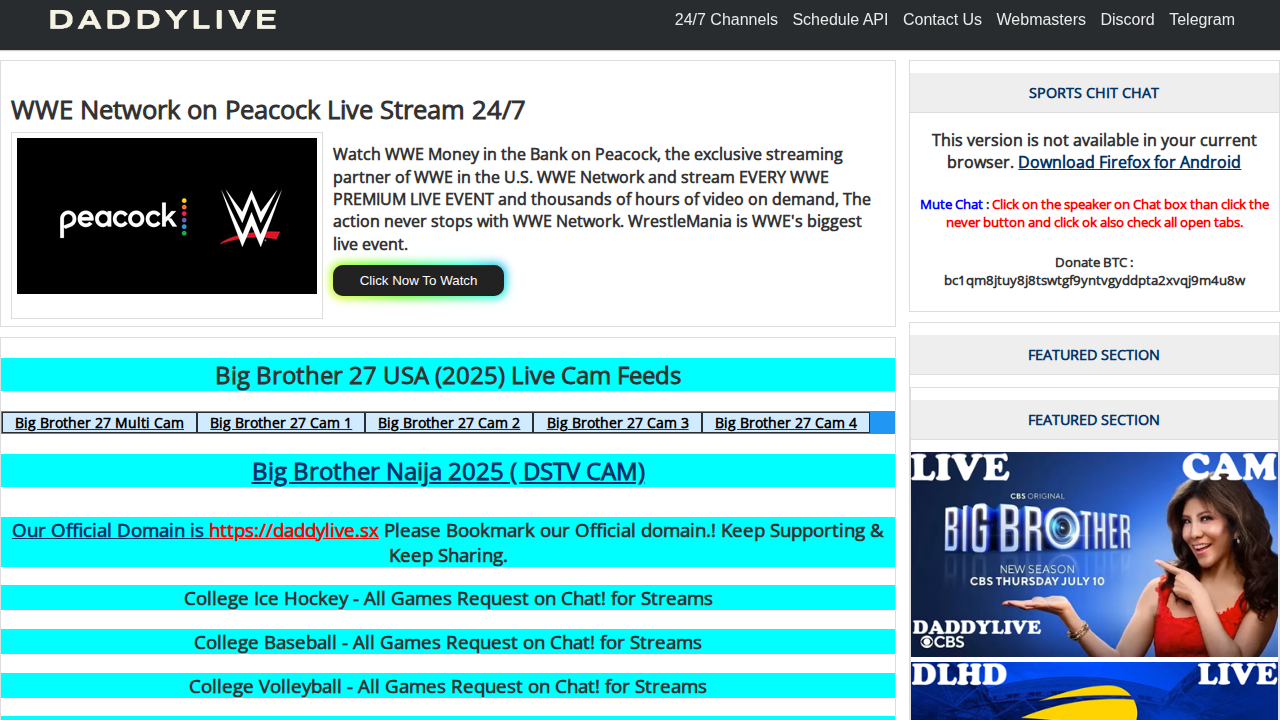 DADDYLIVE
24/7 Channels Schedule API Contact Us Webmasters Discord Telegram
WWE Network on Peacock Live Stream 24/7
peacock W
Watch WWE Money in the Bank on Peacock, the exclusive streaming
partner of WWE in the U.S. WWE Network and stream EVERY WWE
PREMIUM LIVE EVENT and thousands of hours of video on demand, The
action never stops with WWE Network. WrestleMania is WWE's biggest
live event.
Click Now To Watch
Big Brother 27 USA (2025) Live Cam Feeds
Big Brother 27 Multi Cam Big Brother 27 Cam 1 Big Brother 27 Cam 2 Big Brother 27 Cam 3 Big Brother 27 Cam 4
Big Brother Naija 2025 ( DSTV CAM)
Our Official Domain is https://daddylive.sx Please Bookmark our Official domain.! Keep Supporting &
Keep Sharing.
College Ice Hockey - All Games Request on Chat! for Streams
College Baseball - All Games Request on Chat! for Streams
College Volleyball - All Games Request on Chat! for Streams
SPORTS CHIT CHAT
This version is not available in your current
browser. Download Firefox for Android
Mute Chat : Click on the speaker on Chat box than click the
never button and click ok also check all open tabs.
Donate BTC :
bc1qm8jtuy8j8tswtgf9yntvgyddpta2xvqj9m4u8w
FEATURED SECTION
FEATURED SECTION
LIVE CAM
CBS ORIGINAL
BIG BROTHER
NEW SEASON
CBS THURSDAY JULY 10
DADDYLIVE
CBS
DLHD LIVE